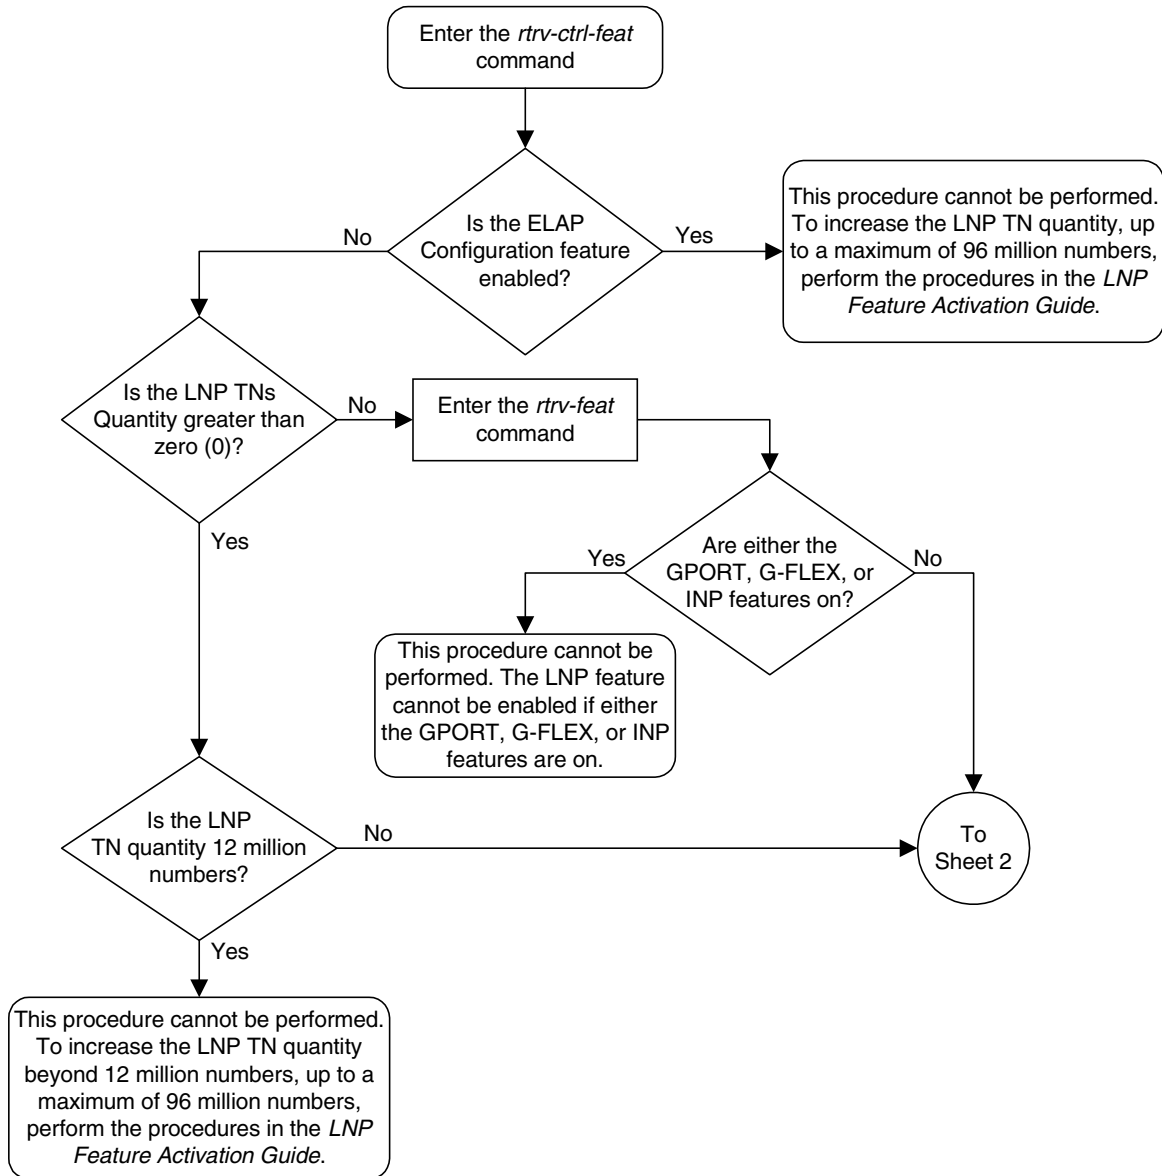 Enter the rtrv-ctrl-feat
command
Is the ELAP
Configuration feature
enabled?
No
Yes
This procedure cannot be performed.
To increase the LNP TN quantity, up
to a maximum of 96 million numbers,
perform the procedures in the LNP
Feature Activation Guide.
Is the LNP TNs
Quantity greater than
zero (0)?
No
Enter the rtrv-feat
command
Yes
Are either the
GPORT, G-FLEX, or
INP features on?
Yes
No
This procedure cannot be
performed. The LNP feature
cannot be enabled if either
the GPORT, G-FLEX, or INP
features are on.
Is the LNP
TN quantity 12 million
numbers?
No
To
Sheet 2
Yes
This procedure cannot be performed.
To increase the LNP TN quantity
beyond 12 million numbers, up to a
maximum of 96 million numbers,
perform the procedures in the LNP
Feature Activation Guide.